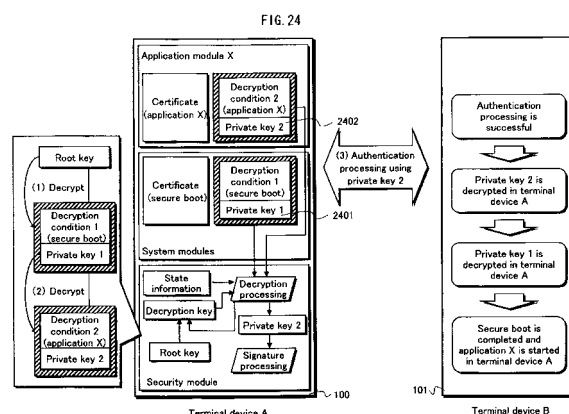 FIG. 24
Root key
(1) Decrypt
Decryption
condition 1
(secure boot)
Private key 1
(2) Decrypt
Decryption
condition 2
(application X)
Private key 2
Application module X
Certificate
(application X)
Decryption
condition 2
(application X)
Private key 2
2402
Certificate
(secure boot)
Decryption
condition 1
(secure boot)
Private key 1
2401
System modules
State
information
Decryption
processing
Decryption key
Private key 2
Root key
Signature
processing
Security module
100
Terminal device A
(3) Authentication
processing using
private key 2
Authentication
processing is
successful
Private key 2 is
decrypted in terminal
device A
Private key 1 is
decrypted in terminal
device A
Secure boot is
completed and
application X is started
in terminal device A
101
Terminal device B